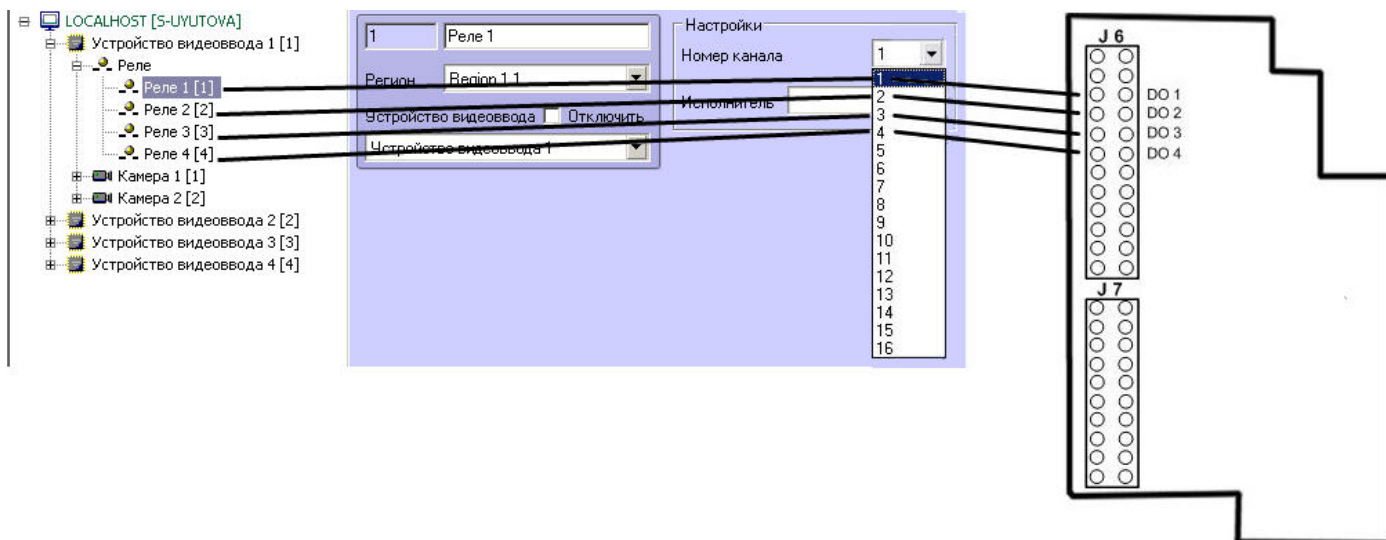 LOCALHOST [S-UYUTOVA]
Устройство видеоввода 1 [1]
Реле
Реле 1 [1]
Реле 2 [2]
Реле 3 [3]
Реле 4 [4]
Камера 1 [1]
Камера 2 [2]
Устройство видеоввода 2 [2]
Устройство видеоввода 3 [3]
Устройство видеоввода 4 [4]
1
Реле 1
Регион
Region 1.1
Устройство видеоввода
Отключить
Устройство видеоввода 1
Настройки
Номер канала
1
Исполнитель
1
2
3
4
5
6
7
8
9
10
11
12
13
14
15
16
J 6
DO 1
DO 2
DO 3
DO 4
J 7